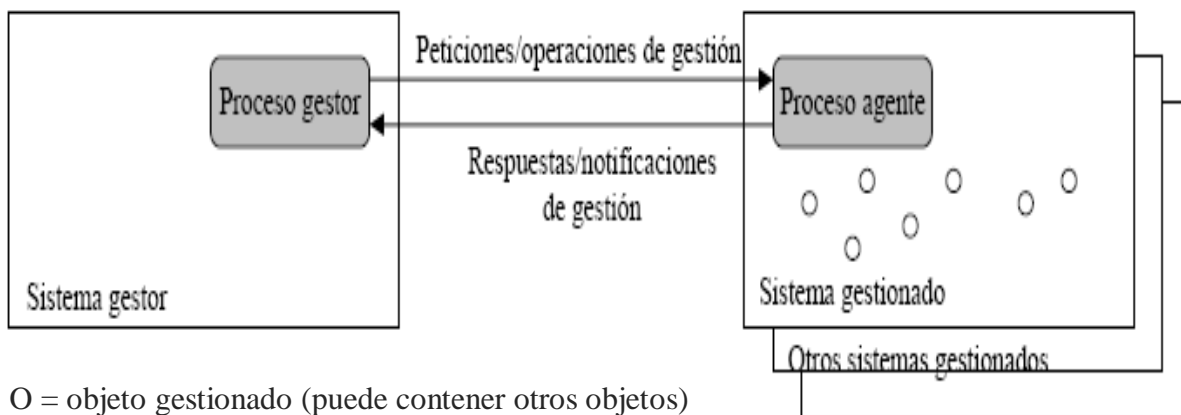 Peticiones/operaciones de gestión
Proceso gestor
Proceso agente
Respuestas/notificaciones
de gestión
Sistema gestor
Sistema gestionado
Otros sistemas gestionados
O = objeto gestionado (puede contener otros objetos)